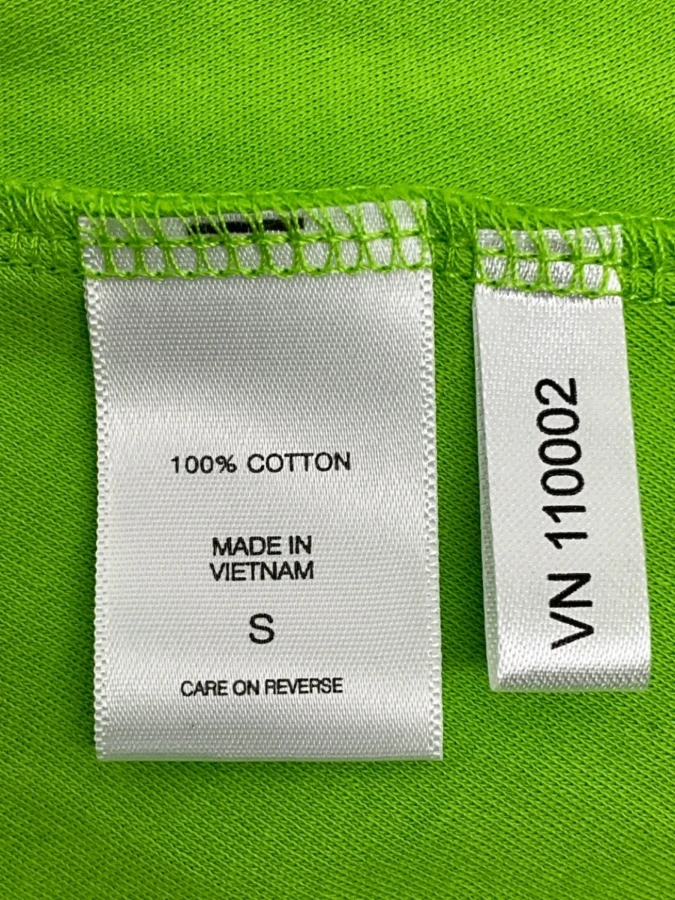 100% COTTON
MADE IN
VIETNAM
S
CARE ON REVERSE
VN 110002